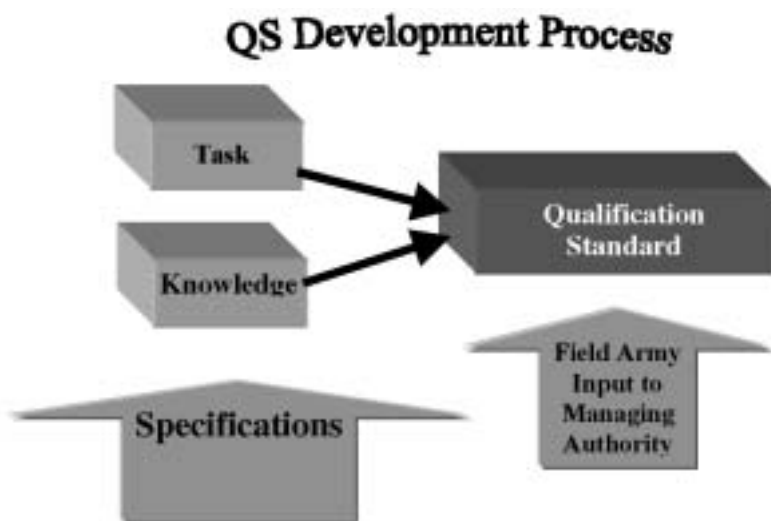 QS Development Process
Task
Knowledge
Qualification
Standard
Specifications
Field Army
Input to
Managing
Authority